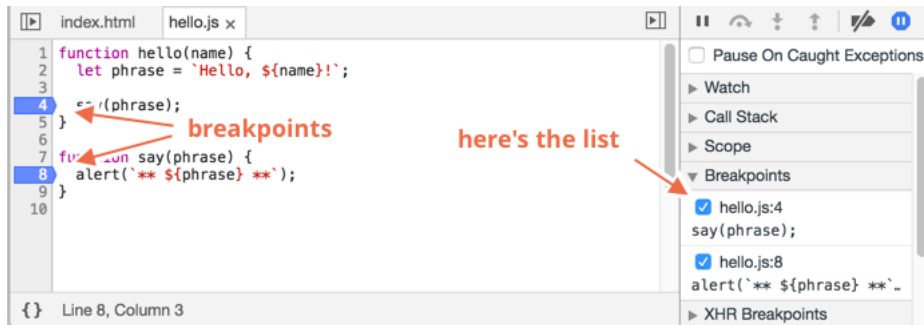 index.html
hello.js ×
1 function hello(name) {
2 let phrase = `Hello, ${name}!`;
3
4 say(phrase);
5 }
6
7 function say(phrase) {
8 alert(`** ${phrase} **`);
9 }
10
breakpoints
here's the list
{} Line 8, Column 3
Pause On Caught Exceptions
Watch
Call Stack
Scope
Breakpoints
hello.js:4
say(phrase);
hello.js:8
alert(`** ${phrase} **`…
XHR Breakpoints